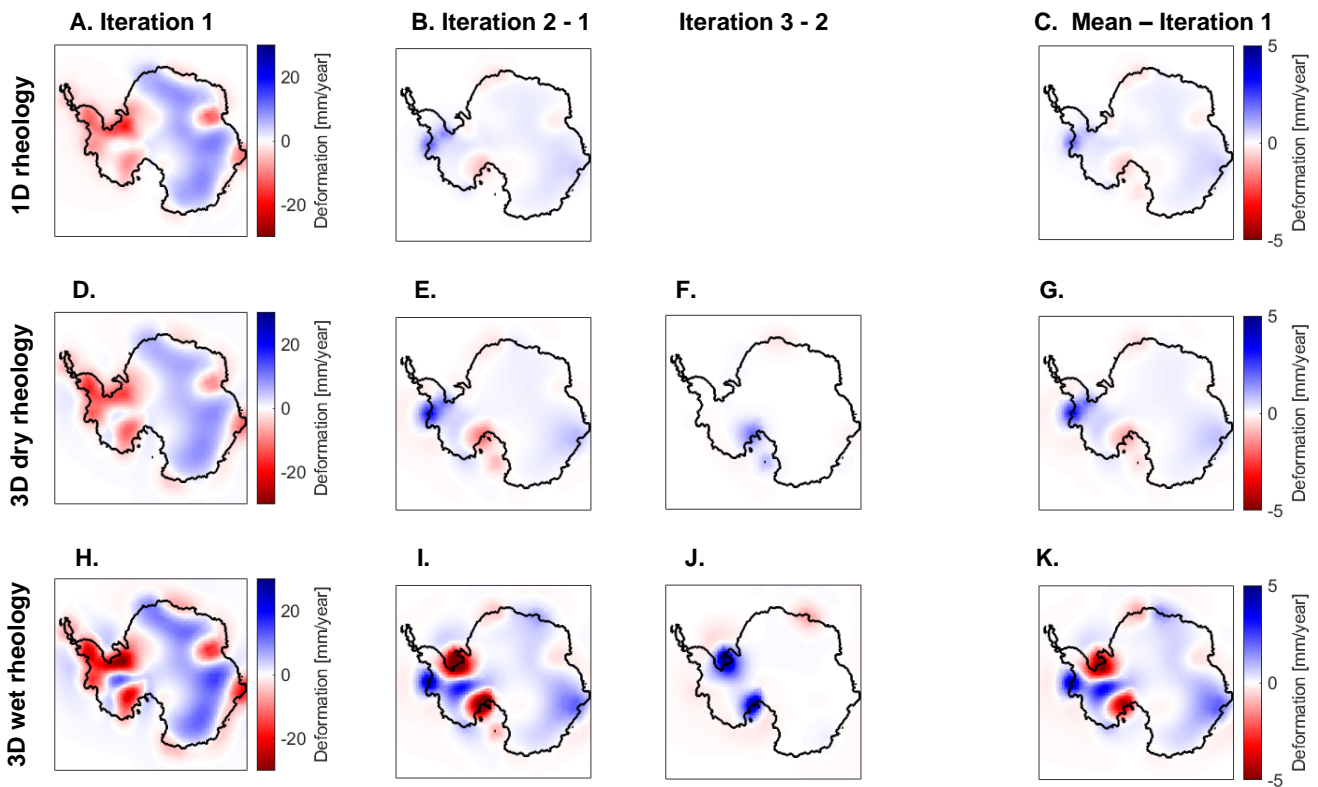 A. Iteration 1
B. Iteration 2 - 1
Iteration 3 - 2
C. Mean – Iteration 1
1D rheology
20
0
-20
Deformation [mm/year]
5
0
-5
Deformation [mm/year]
D.
E.
F.
G.
3D dry rheology
20
0
-20
Deformation [mm/year]
5
0
-5
Deformation [mm/year]
H.
I.
J.
K.
3D wet rheology
20
0
-20
Deformation [mm/year]
5
0
-5
Deformation [mm/year]